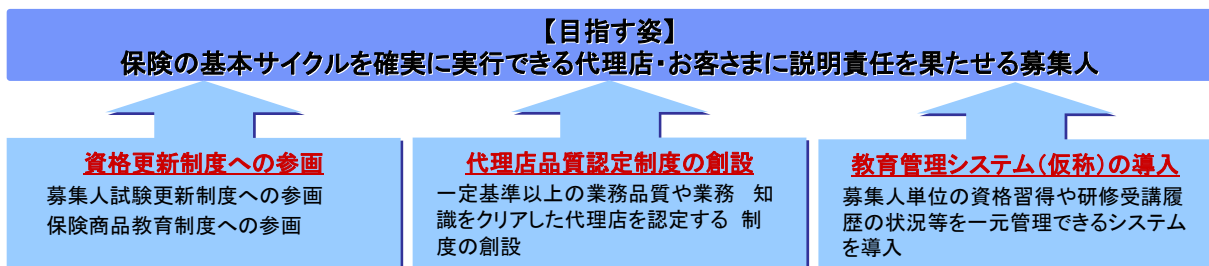 【目指す姿】
保険の基本サイクルを確実に実行できる代理店・お客さまに説明責任を果たせる募集人
資格更新制度への参画
募集人試験更新制度への参画
保険商品教育制度への参画
代理店品質認定制度の創設
一定基準以上の業務品質や業務　知
識をクリアした代理店を認定する　制
度の創設
教育管理システム（仮称）の導入
募集人単位の資格習得や研修受講履
歴の状況等を一元管理できるシステム
を導入